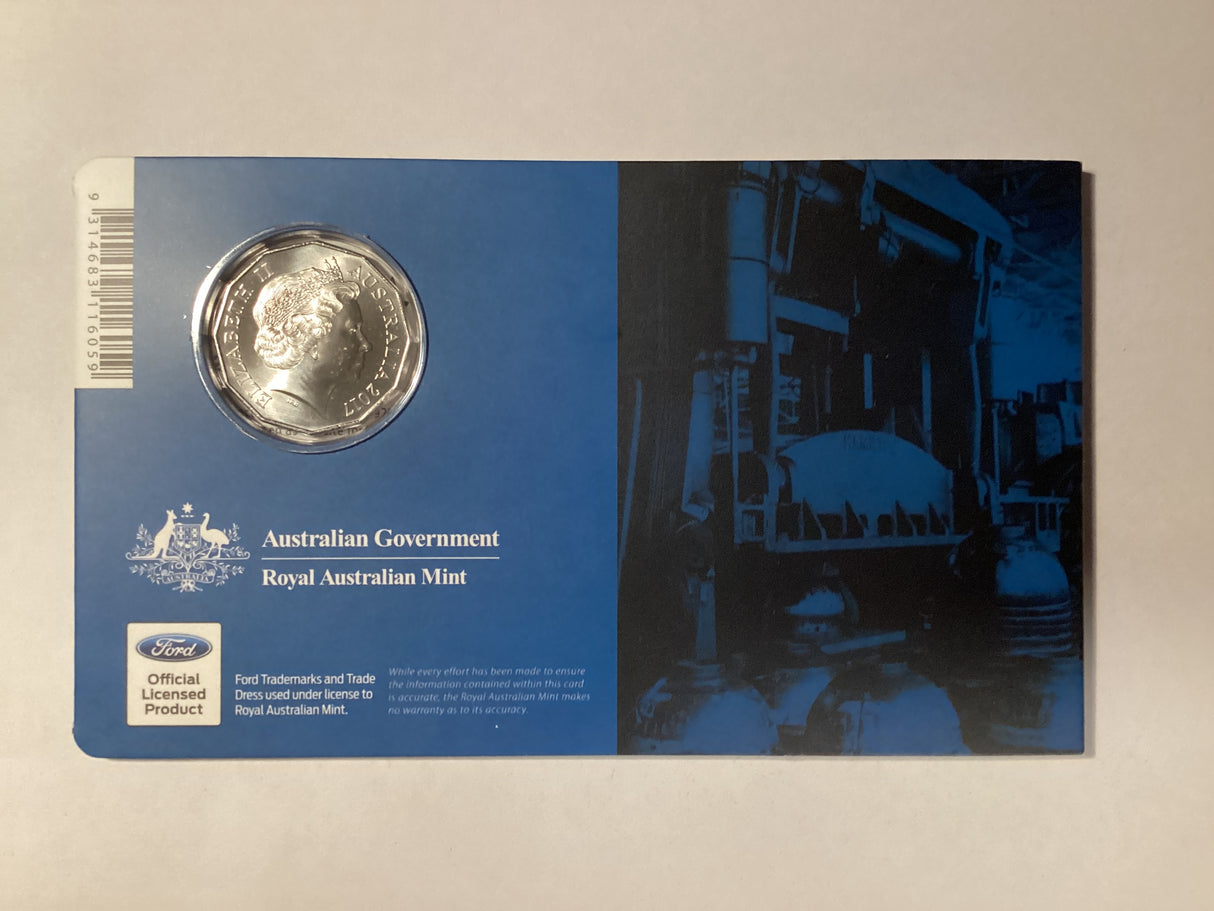 9 314683 116059
ELIZABETH II AUSTRALIA 2017
Australian Government
Royal Australian Mint
AUSTRALIA
Ford
Official
Licensed
Product
Ford Trademarks and Trade
Dress used under license to
Royal Australian Mint.
While every effort has been made to ensure
the information contained within this card
is accurate, the Royal Australian Mint makes
no warranty as to its accuracy.